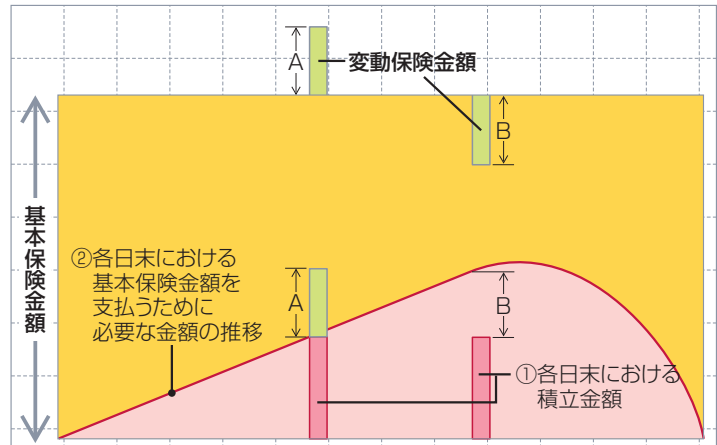 A
変動保険金額
B
基本保険金額
②各日末における
基本保険金額を
支払うために
必要な金額の推移
A
B
①各日末における
積立金額